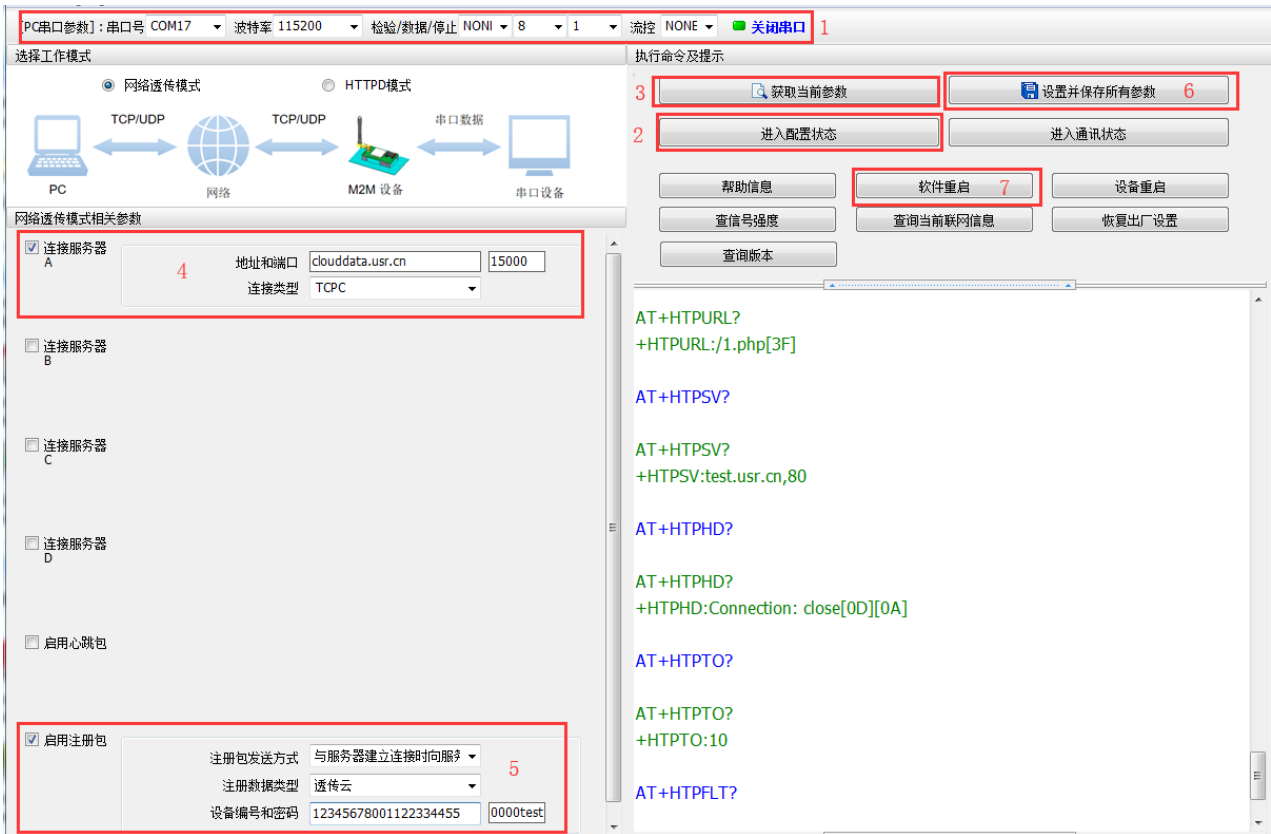 [PC串口参数]：串口号 COM17 波特率 115200 检验/数据/停止 NONI 8 1 流控 NONE 关闭串口 1
选择工作模式
网络透传模式 HTTPD模式
TCP/UDP TCP/UDP 串口数据
PC 网络 M2M 设备 串口设备
网络透传模式相关参数
连接服务器
A
4
地址和端口 clouddata.usr.cn 15000
连接类型 TCPC
连接服务器
B
连接服务器
C
连接服务器
D
启用心跳包
启用注册包
注册包发送方式 与服务器建立连接时向服务
注册数据类型 透传云
5
设备编号和密码 12345678001122334455 0000test
执行命令及提示
3 获取当前参数 设置并保存所有参数 6
2 进入配置状态 进入通讯状态
帮助信息 软件重启 7 设备重启
查信号强度 查询当前联网信息 恢复出厂设置
查询版本
AT+HTPURL?
+HTPURL:/1.php[3F]
AT+HTPSV?
AT+HTPSV?
+HTPSV:test.usr.cn,80
AT+HTPHD?
AT+HTPHD?
+HTPHD:Connection: close[0D][0A]
AT+HTPTO?
AT+HTPTO?
+HTPTO:10
AT+HTPFLT?